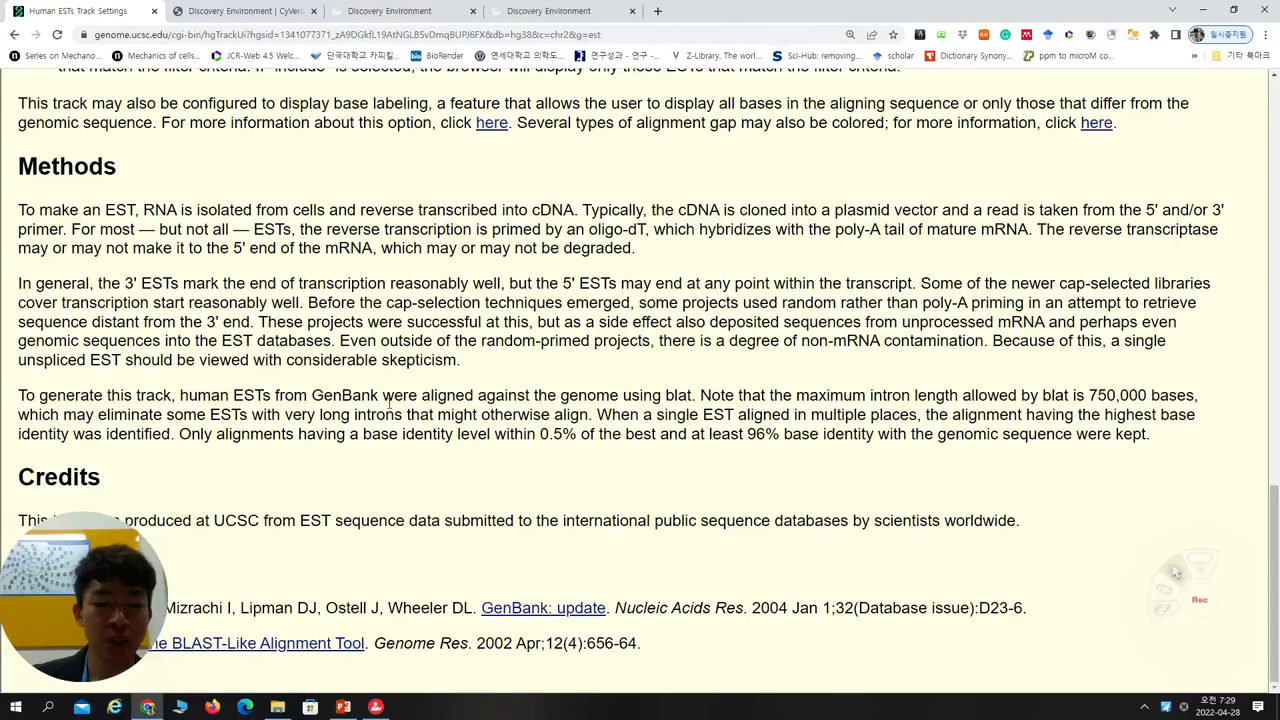 Human ESTs Track Settings
Discovery Environment | CyVers
Discovery Environment
Discovery Environment
genome.ucsc.edu/cgi-bin/hgTrackUi?hgsid=1341077371_zA9DGkfL19AtNGLB5vDmqBUPJ6FX&db=hg38&c=chr2&g=est
일시중지됨
Series on Mechano...
Mechanics of cells...
JCR-Web 4.5 Welc...
단국대학교 카피킬...
BioRender
연세대학교 의학도...
연구성과 - 연구 -...
Z-Library. The worl...
Sci-Hub: removing...
scholar
Dictionary Synony...
ppm to microM co...
기타 북마크
that match the filter criteria. If "include" is selected, the browser will display only those ESTs that match the filter criteria.
This track may also be configured to display base labeling, a feature that allows the user to display all bases in the aligning sequence or only those that differ from the
genomic sequence. For more information about this option, click here. Several types of alignment gap may also be colored; for more information, click here.
Methods
To make an EST, RNA is isolated from cells and reverse transcribed into cDNA. Typically, the cDNA is cloned into a plasmid vector and a read is taken from the 5' and/or 3'
primer. For most — but not all — ESTs, the reverse transcription is primed by an oligo-dT, which hybridizes with the poly-A tail of mature mRNA. The reverse transcriptase
may or may not make it to the 5' end of the mRNA, which may or may not be degraded.
In general, the 3' ESTs mark the end of transcription reasonably well, but the 5' ESTs may end at any point within the transcript. Some of the newer cap-selected libraries
cover transcription start reasonably well. Before the cap-selection techniques emerged, some projects used random rather than poly-A priming in an attempt to retrieve
sequence distant from the 3' end. These projects were successful at this, but as a side effect also deposited sequences from unprocessed mRNA and perhaps even
genomic sequences into the EST databases. Even outside of the random-primed projects, there is a degree of non-mRNA contamination. Because of this, a single
unspliced EST should be viewed with considerable skepticism.
To generate this track, human ESTs from GenBank were aligned against the genome using blat. Note that the maximum intron length allowed by blat is 750,000 bases,
which may eliminate some ESTs with very long introns that might otherwise align. When a single EST aligned in multiple places, the alignment having the highest base
identity was identified. Only alignments having a base identity level within 0.5% of the best and at least 96% base identity with the genomic sequence were kept.
Credits
This produced at UCSC from EST sequence data submitted to the international public sequence databases by scientists worldwide.
Mizrachi I, Lipman DJ, Ostell J, Wheeler DL. GenBank: update. Nucleic Acids Res. 2004 Jan 1;32(Database issue):D23-6.
BLAST-Like Alignment Tool. Genome Res. 2002 Apr;12(4):656-64.
Rec
오전 7:29
2022-04-28